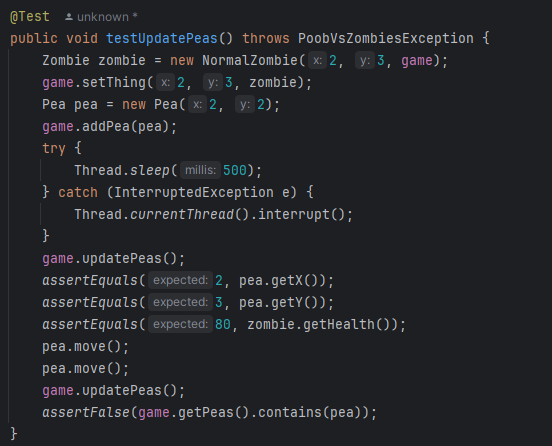 @Test unknown *
public void testUpdatePeas() throws PoobVsZombiesException {
Zombie zombie = new NormalZombie( x: 2, y: 3, game);
game.setThing( x: 2, y: 3, zombie);
Pea pea = new Pea( x: 2, y: 2);
game.addPea(pea);
try {
Thread.sleep( millis: 500);
} catch (InterruptedException e) {
Thread.currentThread().interrupt();
}
game.updatePeas();
assertEquals( expected: 2, pea.getX());
assertEquals( expected: 3, pea.getY());
assertEquals( expected: 80, zombie.getHealth());
pea.move();
pea.move();
game.updatePeas();
assertFalse(game.getPeas().contains(pea));
}